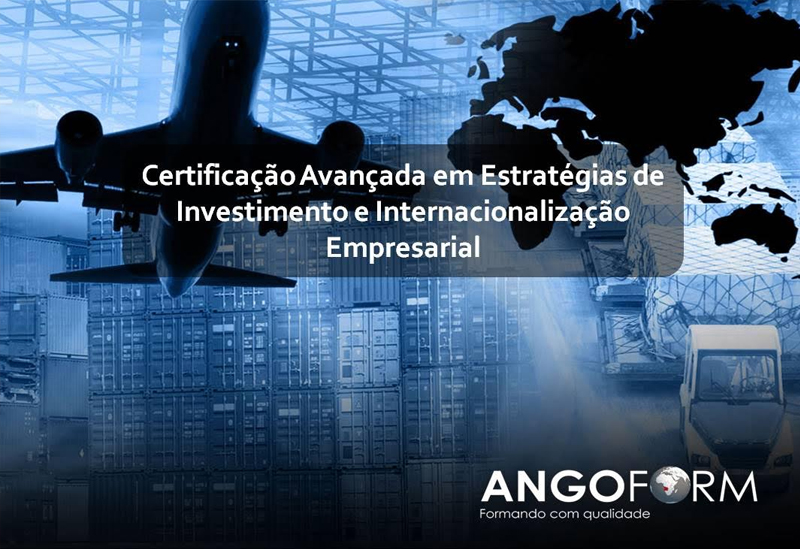 Certificação Avançada em Estratégias de
Investimento e Internacionalização
Empresarial
ANGOFORM
Formando com qualidade